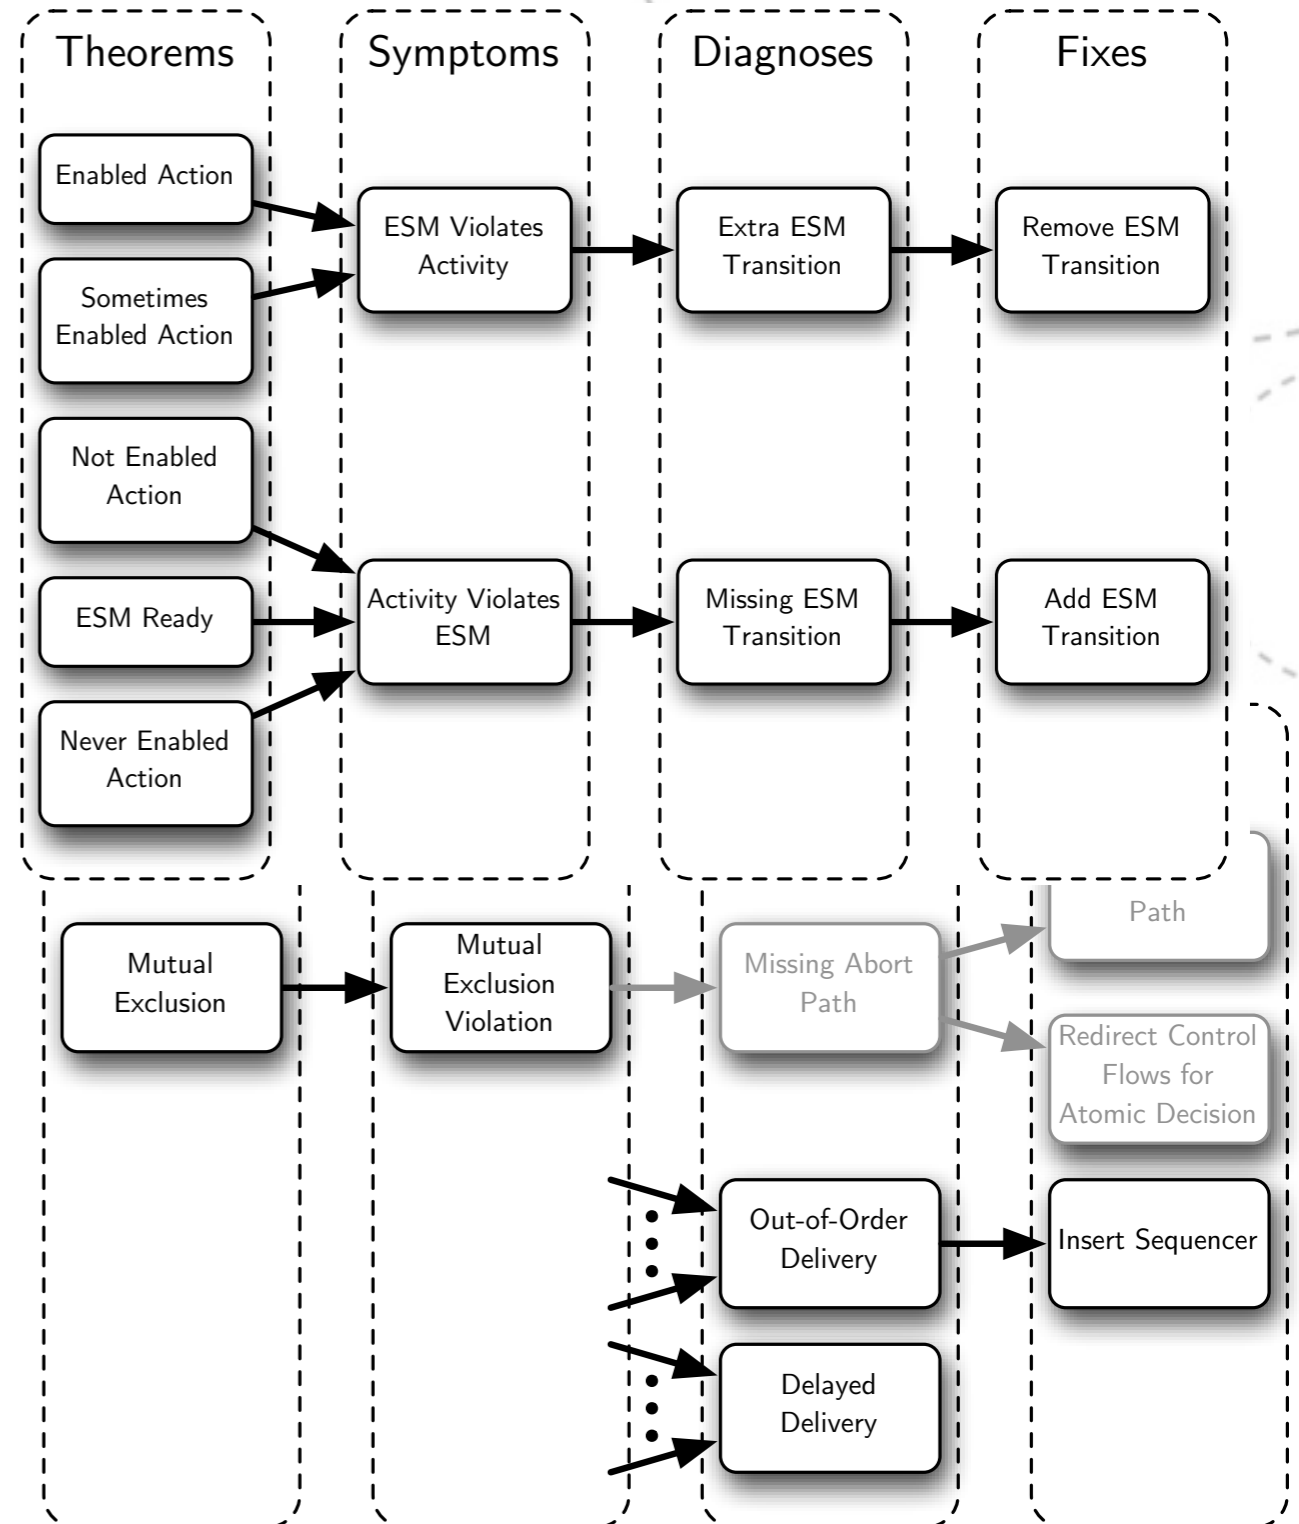 Theorems
Symptoms
Diagnoses
Fixes
Enabled Action
Sometimes
Enabled Action
Not Enabled
Action
ESM Ready
Never Enabled
Action
ESM Violates
Activity
Activity Violates
ESM
Extra ESM
Transition
Missing ESM
Transition
Remove ESM
Transition
Add ESM
Transition
Mutual
Exclusion
Mutual
Exclusion
Violation
Missing Abort
Path
Path
Redirect Control
Flows for
Atomic Decision
Out-of-Order
Delivery
Insert Sequencer
Delayed
Delivery